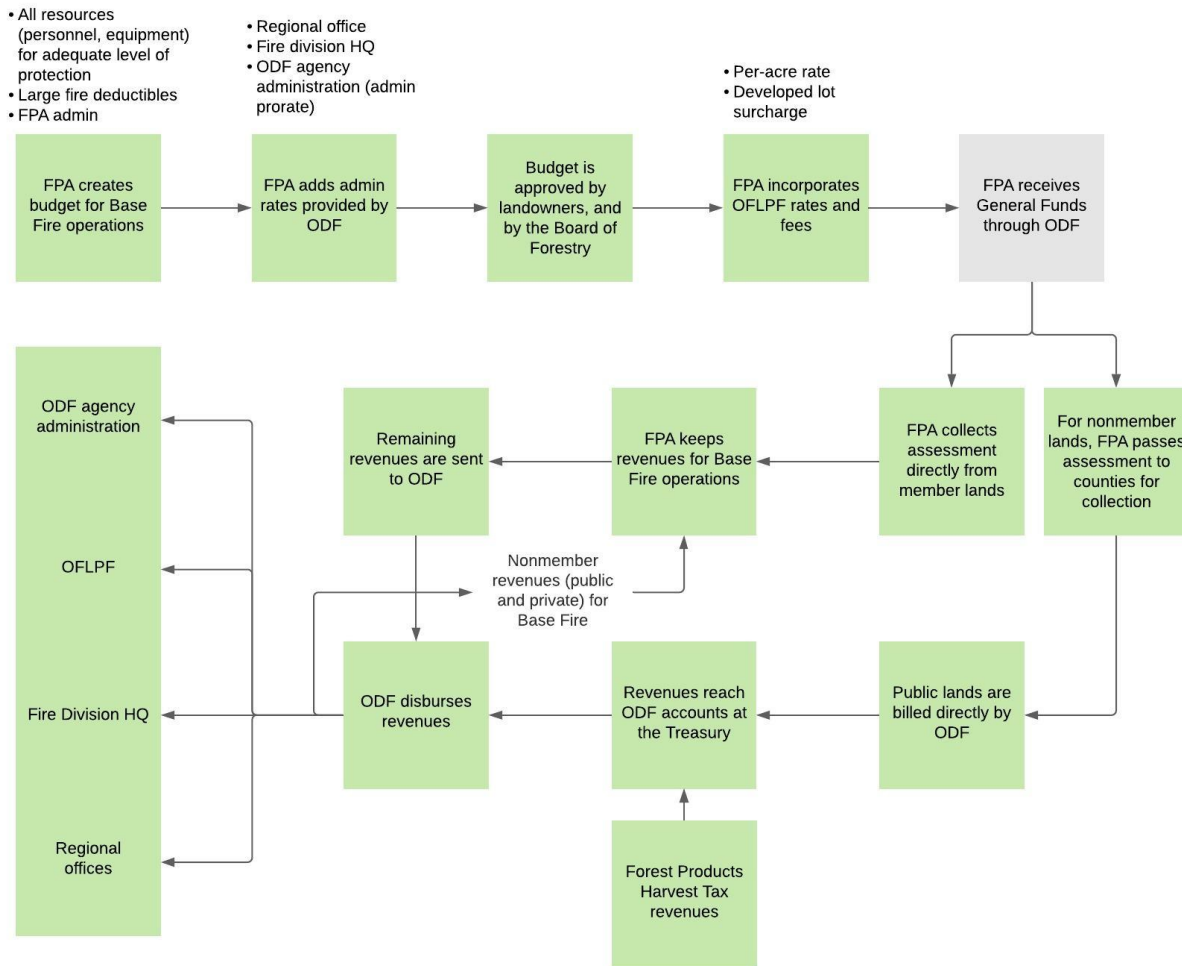 • All resources
(personnel, equipment)
for adequate level of
protection
• Large fire deductibles
• FPA admin
• Regional office
• Fire division HQ
• ODF agency
administration (admin
prorate)
• Per-acre rate
• Developed lot
surcharge
FPA creates
budget for Base
Fire operations
FPA adds admin
rates provided by
ODF
Budget is
approved by
landowners, and
by the Board of
Forestry
FPA incorporates
OFLPF rates and
fees
FPA receives
General Funds
through ODF
ODF agency
administration
OFLPF
Fire Division HQ
Regional
offices
Remaining
revenues are sent
to ODF
FPA keeps
revenues for Base
Fire operations
FPA collects
assessment
directly from
member lands
For nonmember
lands, FPA passes
assessment to
counties for
collection
Nonmember
revenues (public
and private) for
Base Fire
ODF disburses
revenues
Revenues reach
ODF accounts at
the Treasury
Public lands are
billed directly by
ODF
Forest Products
Harvest Tax
revenues